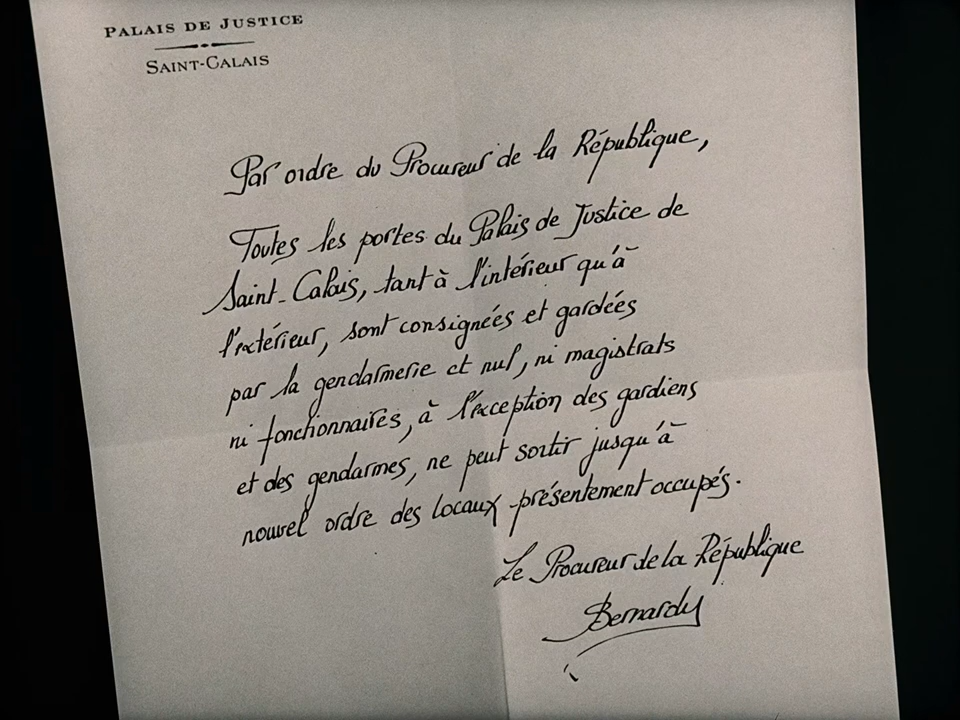 PALAIS DE JUSTICE
SAINT-CALAIS
Par ordre du Procureur de la République,
Toutes les portes du Palais de Justice de
Saint-Calais, tant à l'intérieur qu'à
l'extérieur, sont consignées et gardées
par la gendarmerie et nul, ni magistrats
ni fonctionnaires, à l'exception des gardiens
et des gendarmes, ne peut sortir jusqu'à
nouvel ordre des locaux présentement occupés.
Le Procureur de la République
Bernardy